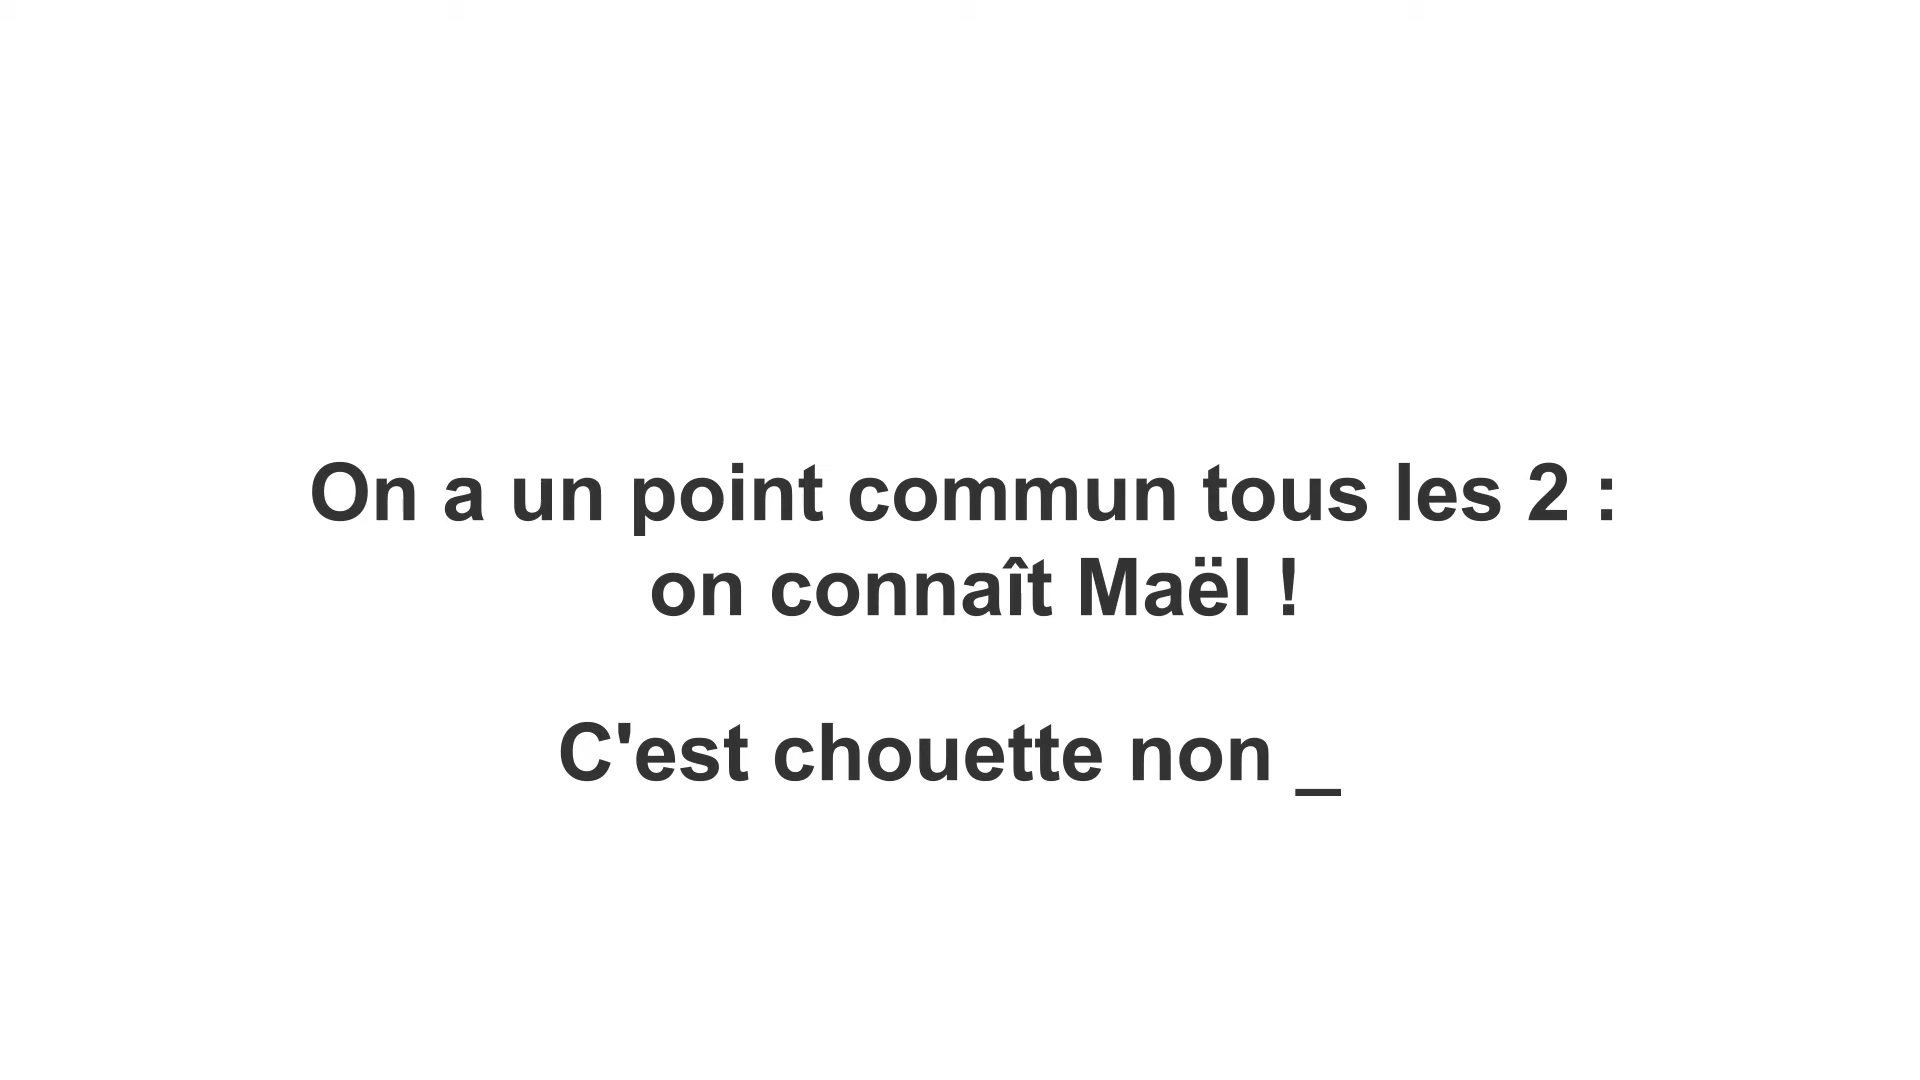 On a un point commun tous les 2 :
on connaît Maël !
C'est chouette non _